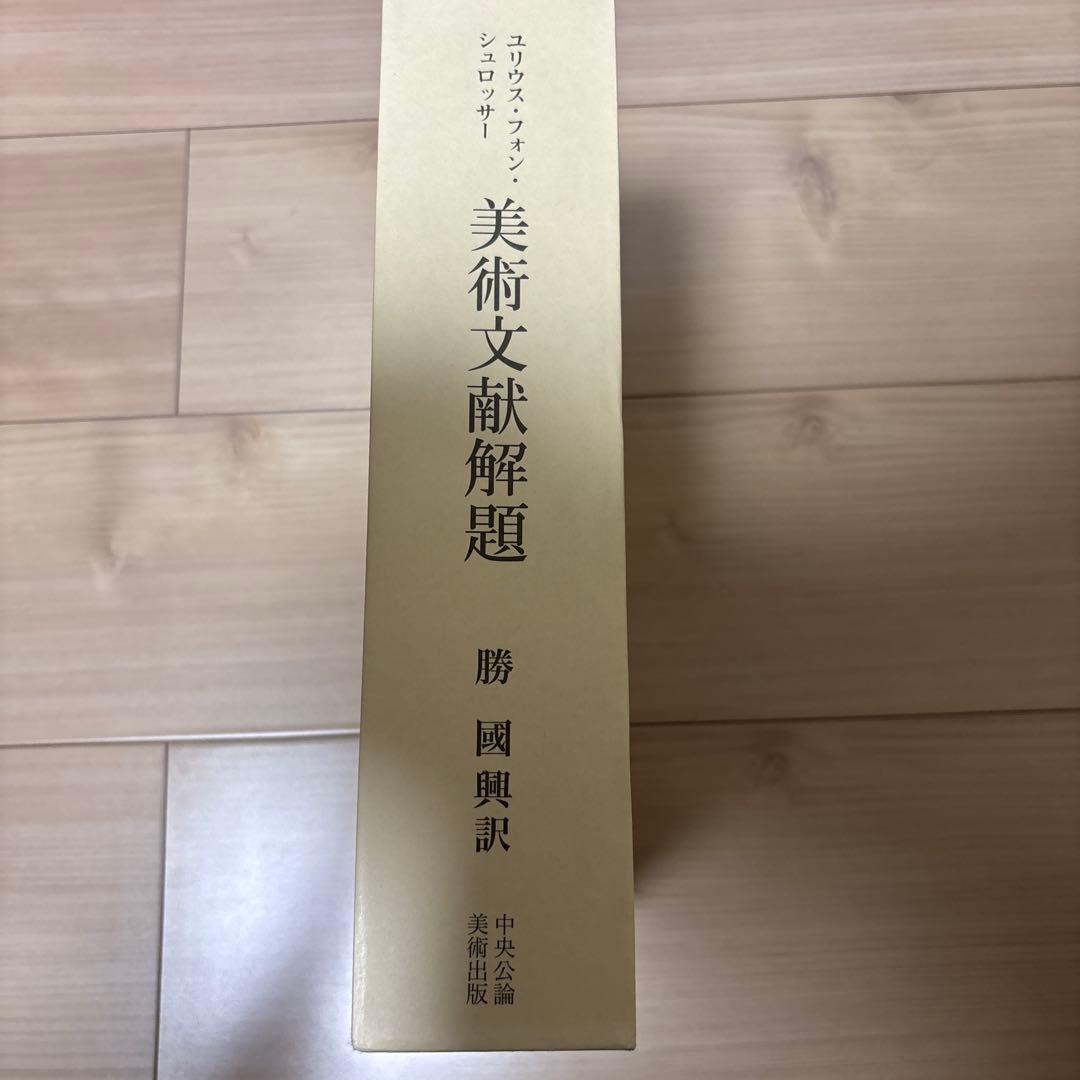 ユリウス・フォン・
シュロッサー
美術文献解題
勝 國興訳
中央公論
美術出版